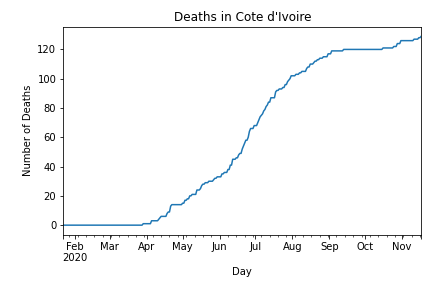 Deaths in Cote d'Ivoire
Number of Deaths
120
100
80
60
40
20
0
Feb Mar Apr May Jun Jul Aug Sep Oct Nov
2020
Day